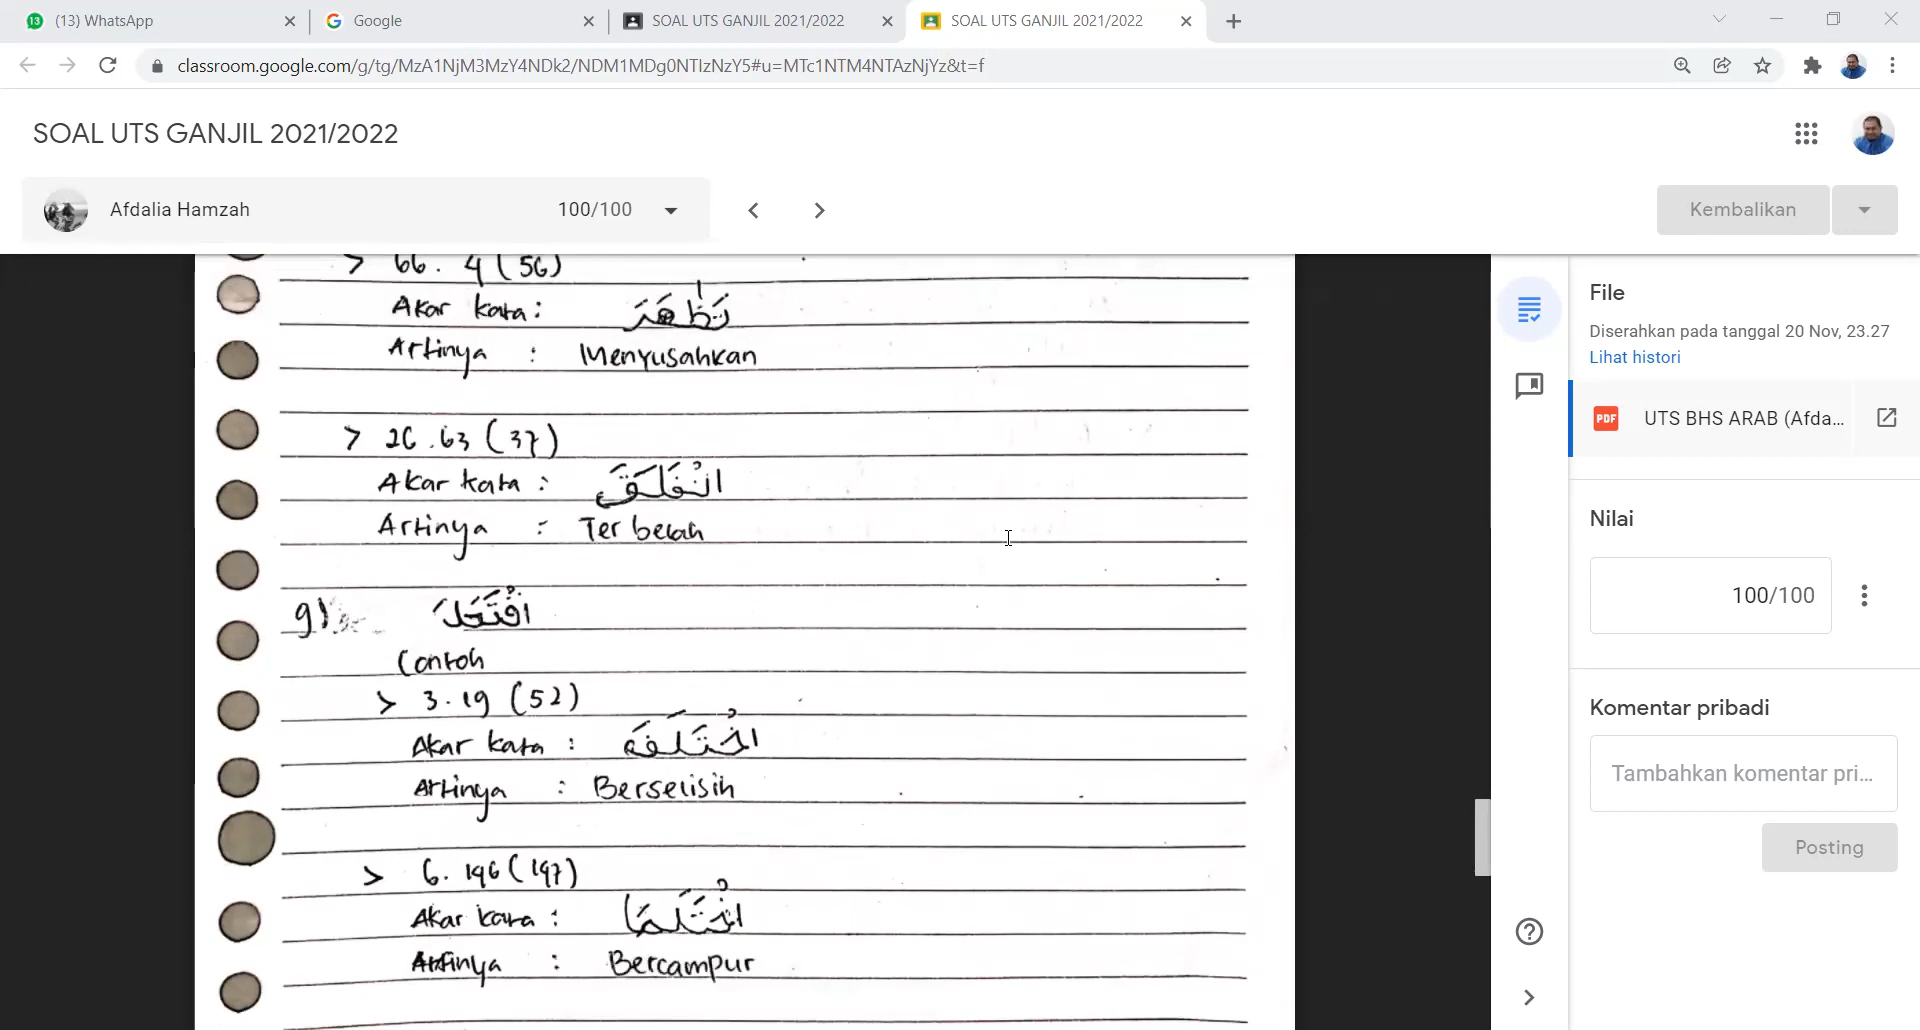 (13) WhatsApp
Google
SOAL UTS GANJIL 2021/2022
SOAL UTS GANJIL 2021/2022
classroom.google.com/g/tg/MzA1NjM3MzY4NDk2/NDM1MDg0NTIzNzY5#u=MTc1NTM4NTAzNjYz&t=f
SOAL UTS GANJIL 2021/2022
Afdalia Hamzah
100/100
Kembalikan
> 66. 4 (56)
Akar kata :
Artinya : Menyusahkan
> 26.63 (37)
Akar kata : انْفَلَقَ
Artinya : Terbelah
g) افْتَعَلَ
Contoh
> 3.19 (52)
Akar kata :
Artinya : Berselisih
> 6. 146 (147)
Akar kata :
Artinya : Bercampur
File
Diserahkan pada tanggal 20 Nov, 23.27
Lihat histori
PDF
UTS BHS ARAB (Afda...
Nilai
100/100
Komentar pribadi
Tambahkan komentar pri...
Posting